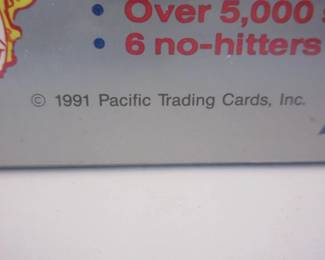 • Over 5,000
• 6 no-hitters
© 1991 Pacific Trading Cards, Inc.